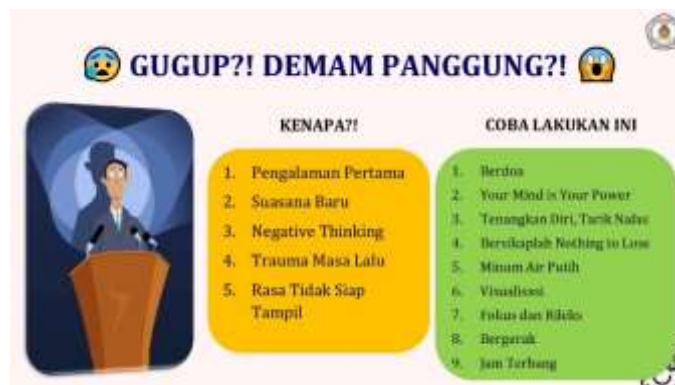 GUGUP?! DEMAM PANGGUNG?!
KENAPA?!
1. Pengalaman Pertama
2. Suasana Baru
3. Negative Thinking
4. Trauma Masa Lalu
5. Rasa Tidak Siap
Tampil
COBA LAKUKAN INI
1. Berdoa
2. Your Mind is Your Power
3. Tenangkan Diri, Tarik Nafas
4. Bersikaplah Nothing to Lose
5. Minum Air Putih
6. Visualisasi
7. Fokus dan Rileks
8. Bergerak
9. Jam Terbang